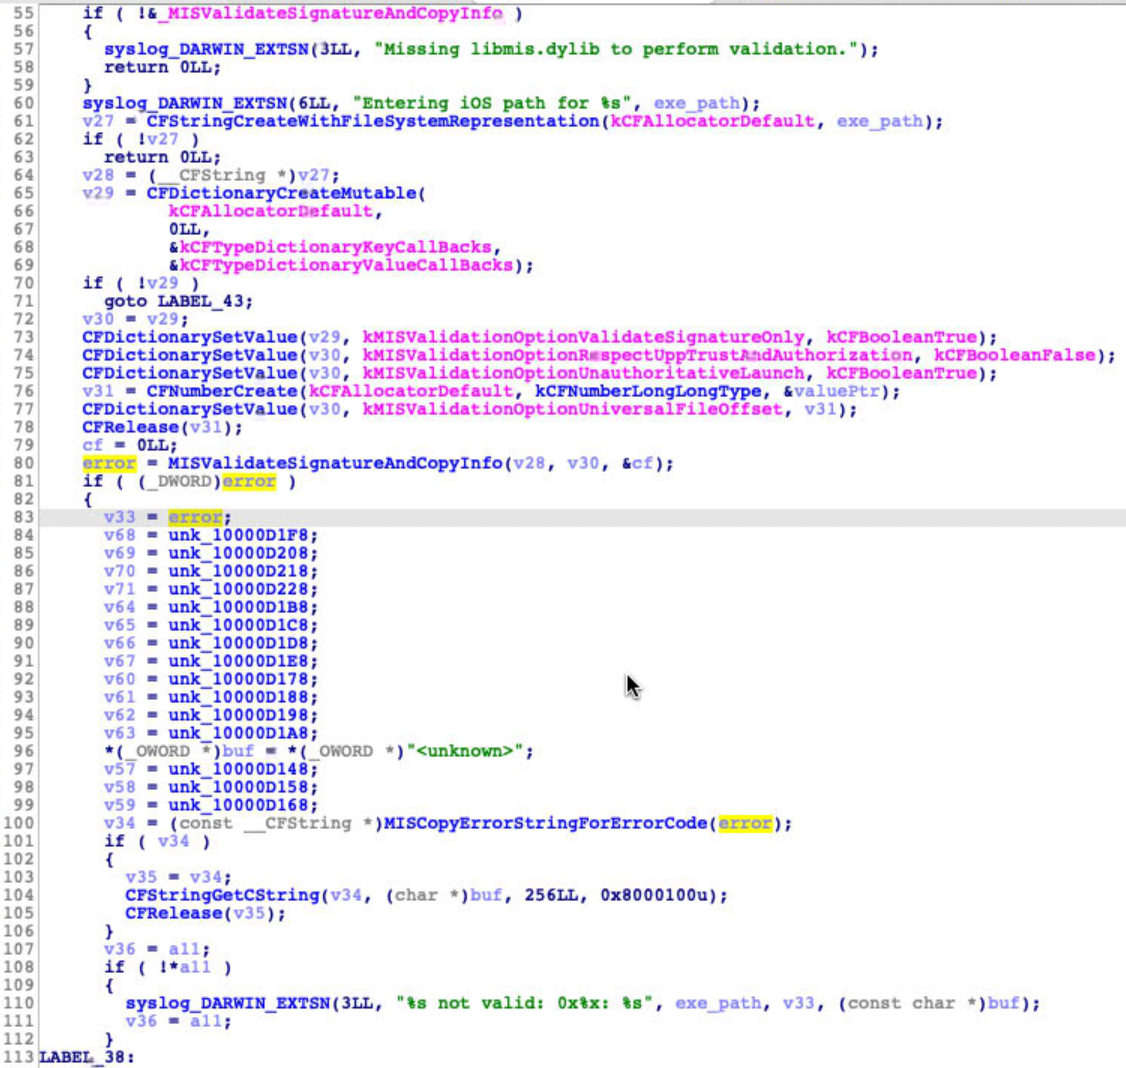 55 if ( !&_MISValidateSignatureAndCopyInfo )
56 {
57 syslog_DARWIN_EXTSN(3LL, "Missing libmis.dylib to perform validation.");
58 return 0LL;
59 }
60 syslog_DARWIN_EXTSN(6LL, "Entering iOS path for %s", exe_path);
61 v27 = CFStringCreateWithFileSystemRepresentation(kCFAllocatorDefault, exe_path);
62 if ( !v27 )
63 return 0LL;
64 v28 = (__CFString *)v27;
65 v29 = CFDictionaryCreateMutable(
66 kCFAllocatorDefault,
67 0LL,
68 &kCFTypeDictionaryKeyCallBacks,
69 &kCFTypeDictionaryValueCallBacks);
70 if ( !v29 )
71 goto LABEL_43;
72 v30 = v29;
73 CFDictionarySetValue(v29, kMISValidationOptionValidateSignatureOnly, kCFBooleanTrue);
74 CFDictionarySetValue(v30, kMISValidationOptionRespectUppTrustAndAuthorization, kCFBooleanFalse);
75 CFDictionarySetValue(v30, kMISValidationOptionUnauthoritativeLaunch, kCFBooleanTrue);
76 v31 = CFNumberCreate(kCFAllocatorDefault, kCFNumberLongLongType, &valuePtr);
77 CFDictionarySetValue(v30, kMISValidationOptionUniversalFileOffset, v31);
78 CFRelease(v31);
79 cf = 0LL;
80 error = MISValidateSignatureAndCopyInfo(v28, v30, &cf);
81 if ( (_DWORD)error )
82 {
83 v33 = error;
84 v68 = unk_10000D1F8;
85 v69 = unk_10000D208;
86 v70 = unk_10000D218;
87 v71 = unk_10000D228;
88 v64 = unk_10000D1B8;
89 v65 = unk_10000D1C8;
90 v66 = unk_10000D1D8;
91 v67 = unk_10000D1E8;
92 v60 = unk_10000D178;
93 v61 = unk_10000D188;
94 v62 = unk_10000D198;
95 v63 = unk_10000D1A8;
96 *(_OWORD *)buf = *(_OWORD *)"<unknown>";
97 v57 = unk_10000D148;
98 v58 = unk_10000D158;
99 v59 = unk_10000D168;
100 v34 = (const __CFString *)MISCopyErrorStringForErrorCode(error);
101 if ( v34 )
102 {
103 v35 = v34;
104 CFStringGetCString(v34, (char *)buf, 256LL, 0x8000100u);
105 CFRelease(v35);
106 }
107 v36 = a11;
108 if ( !*a11 )
109 {
110 syslog_DARWIN_EXTSN(3LL, "%s not valid: 0x%x: %s", exe_path, v33, (const char *)buf);
111 v36 = a11;
112 }
113 LABEL_38: